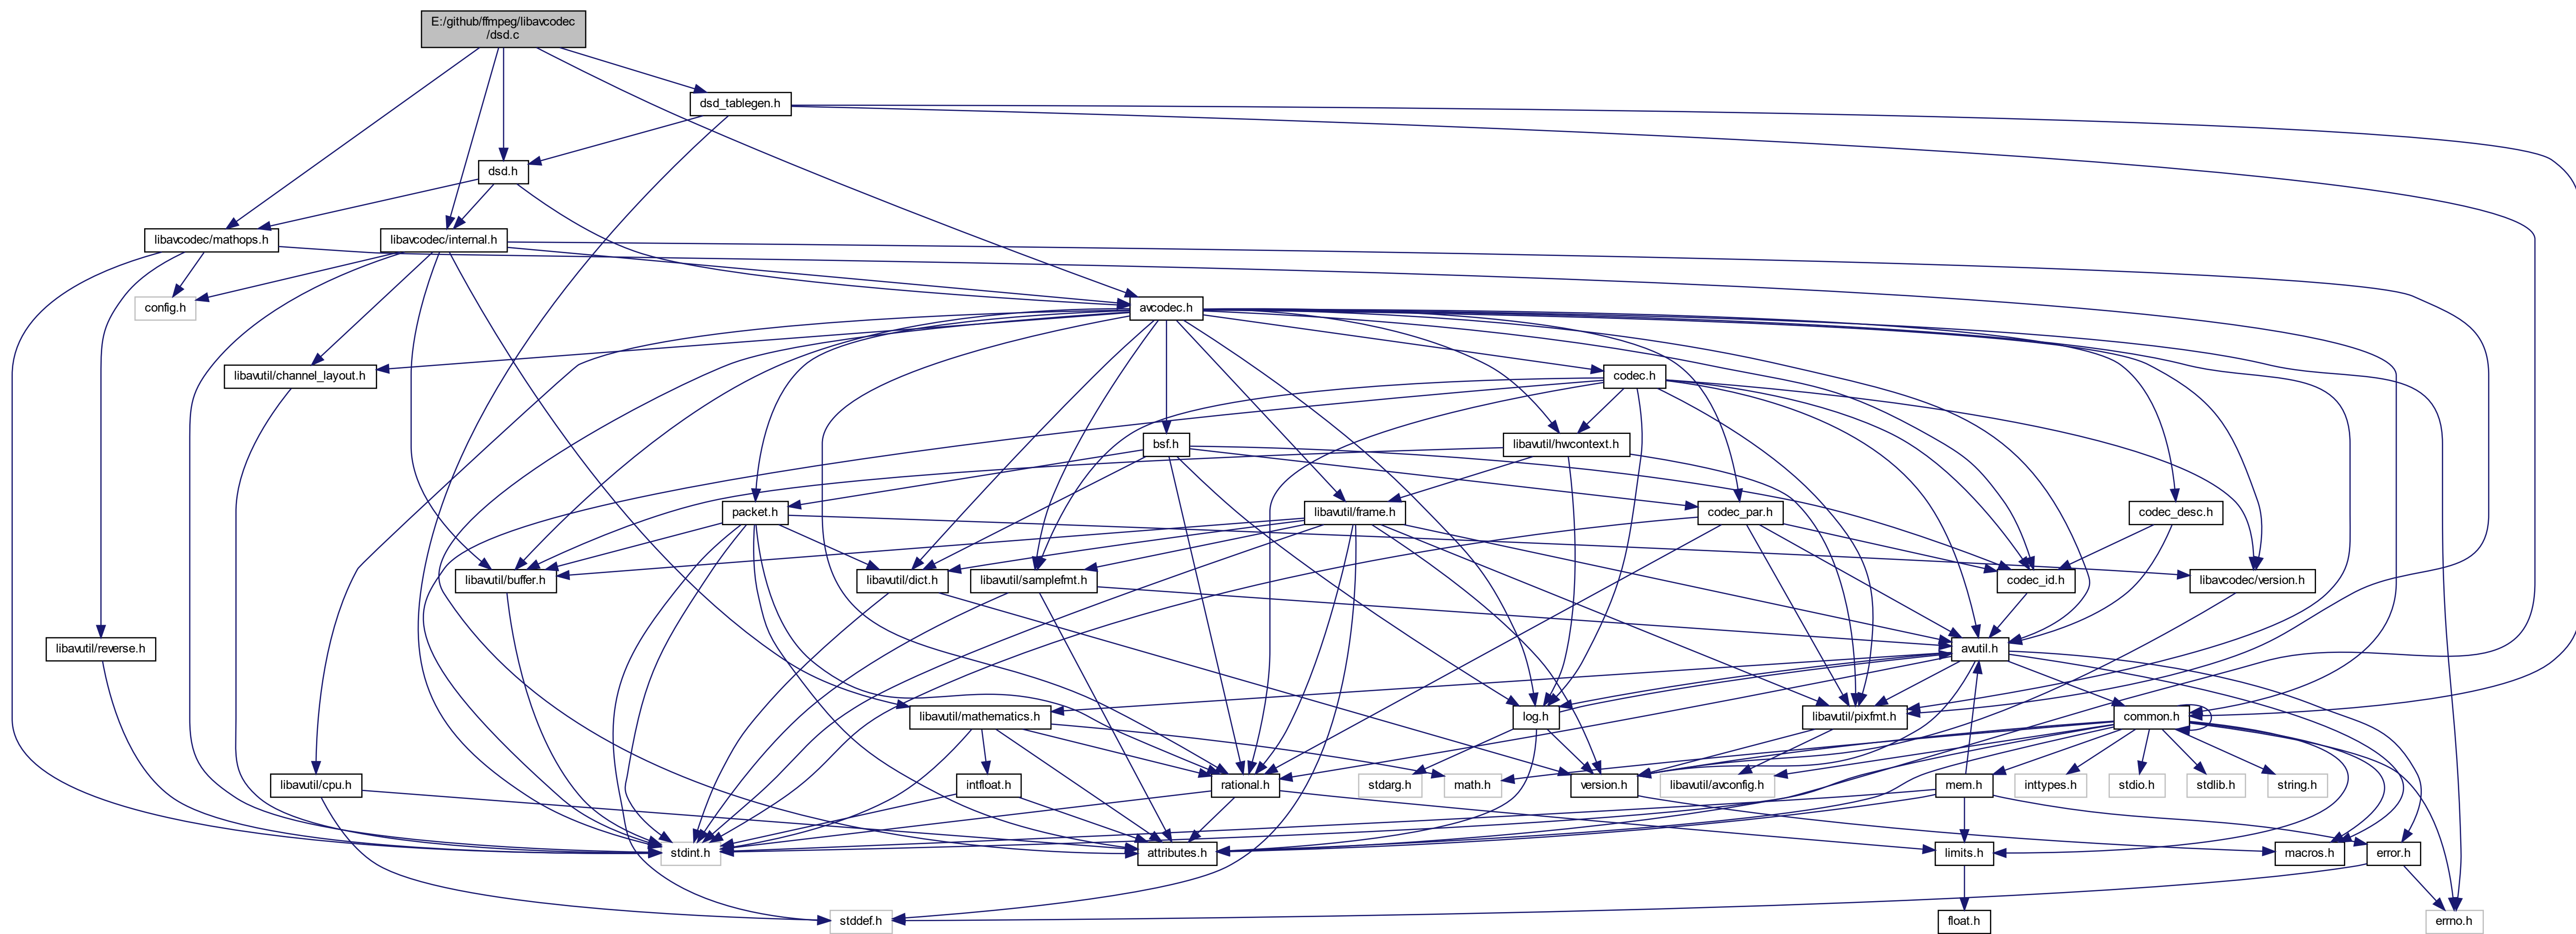 E:/github/ffmpeg/libavcodec
/dsd.c
dsd_tablegen.h
dsd.h
libavcodec/mathops.h
libavcodec/internal.h
config.h
avcodec.h
libavutil/channel_layout.h
codec.h
bsf.h
libavutil/hwcontext.h
packet.h
libavutil/frame.h
codec_par.h
codec_desc.h
libavutil/buffer.h
libavutil/dict.h
libavutil/samplefmt.h
codec_id.h
libavcodec/version.h
libavutil/reverse.h
avutil.h
libavutil/mathematics.h
log.h
libavutil/pixfmt.h
common.h
libavutil/cpu.h
intfloat.h
rational.h
stdarg.h
math.h
version.h
libavutil/avconfig.h
mem.h
inttypes.h
stdio.h
stdlib.h
string.h
stdint.h
attributes.h
limits.h
macros.h
error.h
stddef.h
float.h
errno.h